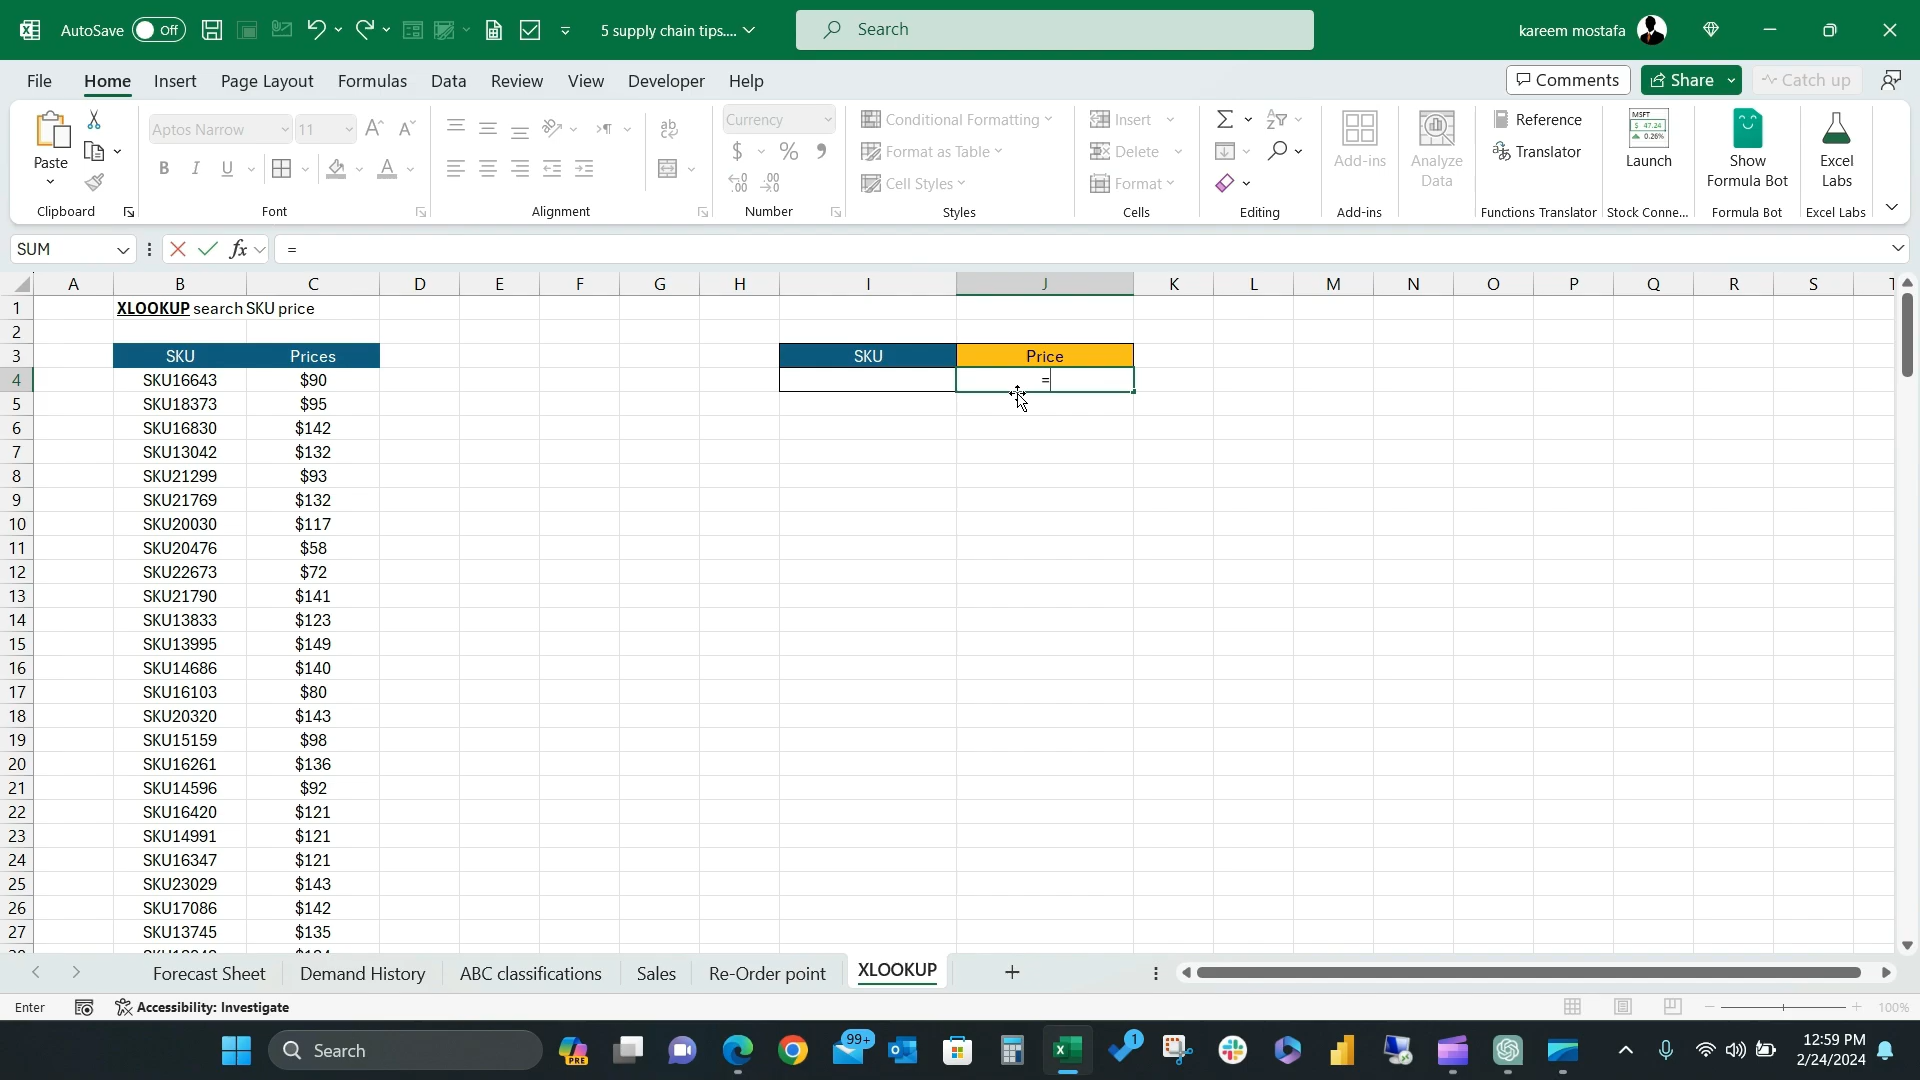 AutoSave Off 5 supply chain tips.... Search kareem mostafa
File Home Insert Page Layout Formulas Data Review View Developer Help Comments Share Catch up
Paste Aptos Narrow 11 Currency Conditional Formatting Insert Reference
B I U $ % Format as Table Delete Translator
Cell Styles Format Add-ins Analyze Data Launch Show Formula Bot Excel Labs
MSFT
$ 47.24
0.26%
Clipboard Font Alignment Number Styles Cells Editing Add-ins Functions Translator Stock Conne... Formula Bot Excel Labs
SUM fx =
A B C D E F G H I J K L M N O P Q R S T
1 XLOOKUP search SKU price
2
3 SKU Prices SKU Price
4 SKU16643 $90 =
5 SKU18373 $95
6 SKU16830 $142
7 SKU13042 $132
8 SKU21299 $93
9 SKU21769 $132
10 SKU20030 $117
11 SKU20476 $58
12 SKU22673 $72
13 SKU21790 $141
14 SKU13833 $123
15 SKU13995 $149
16 SKU14686 $140
17 SKU16103 $80
18 SKU20320 $143
19 SKU15159 $98
20 SKU16261 $136
21 SKU14596 $92
22 SKU16420 $121
23 SKU14991 $121
24 SKU16347 $121
25 SKU23029 $143
26 SKU17086 $142
27 SKU13745 $135
Forecast Sheet Demand History ABC classifications Sales Re-Order point XLOOKUP +
Enter Accessibility: Investigate 100%
Search 99+ 1 12:59 PM
2/24/2024